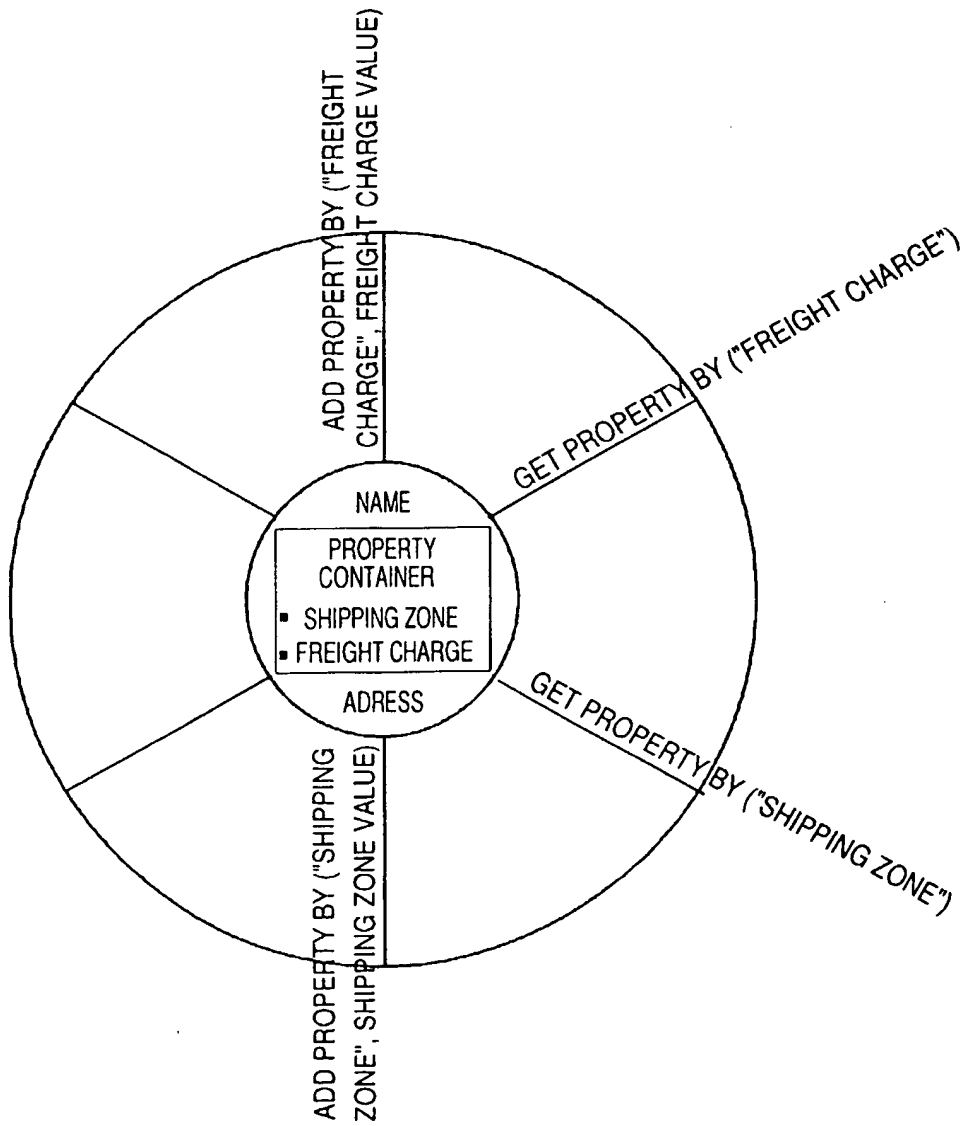 ADD PROPERTY BY ("FREIGHT
CHARGE", FREIGHT CHARGE VALUE)
GET PROPERTY BY ("FREIGHT CHARGE")
NAME
PROPERTY
CONTAINER
▪ SHIPPING ZONE
▪ FREIGHT CHARGE
ADRESS
GET PROPERTY BY ("SHIPPING ZONE")
ADD PROPERTY BY ("SHIPPING
ZONE", SHIPPING ZONE VALUE)